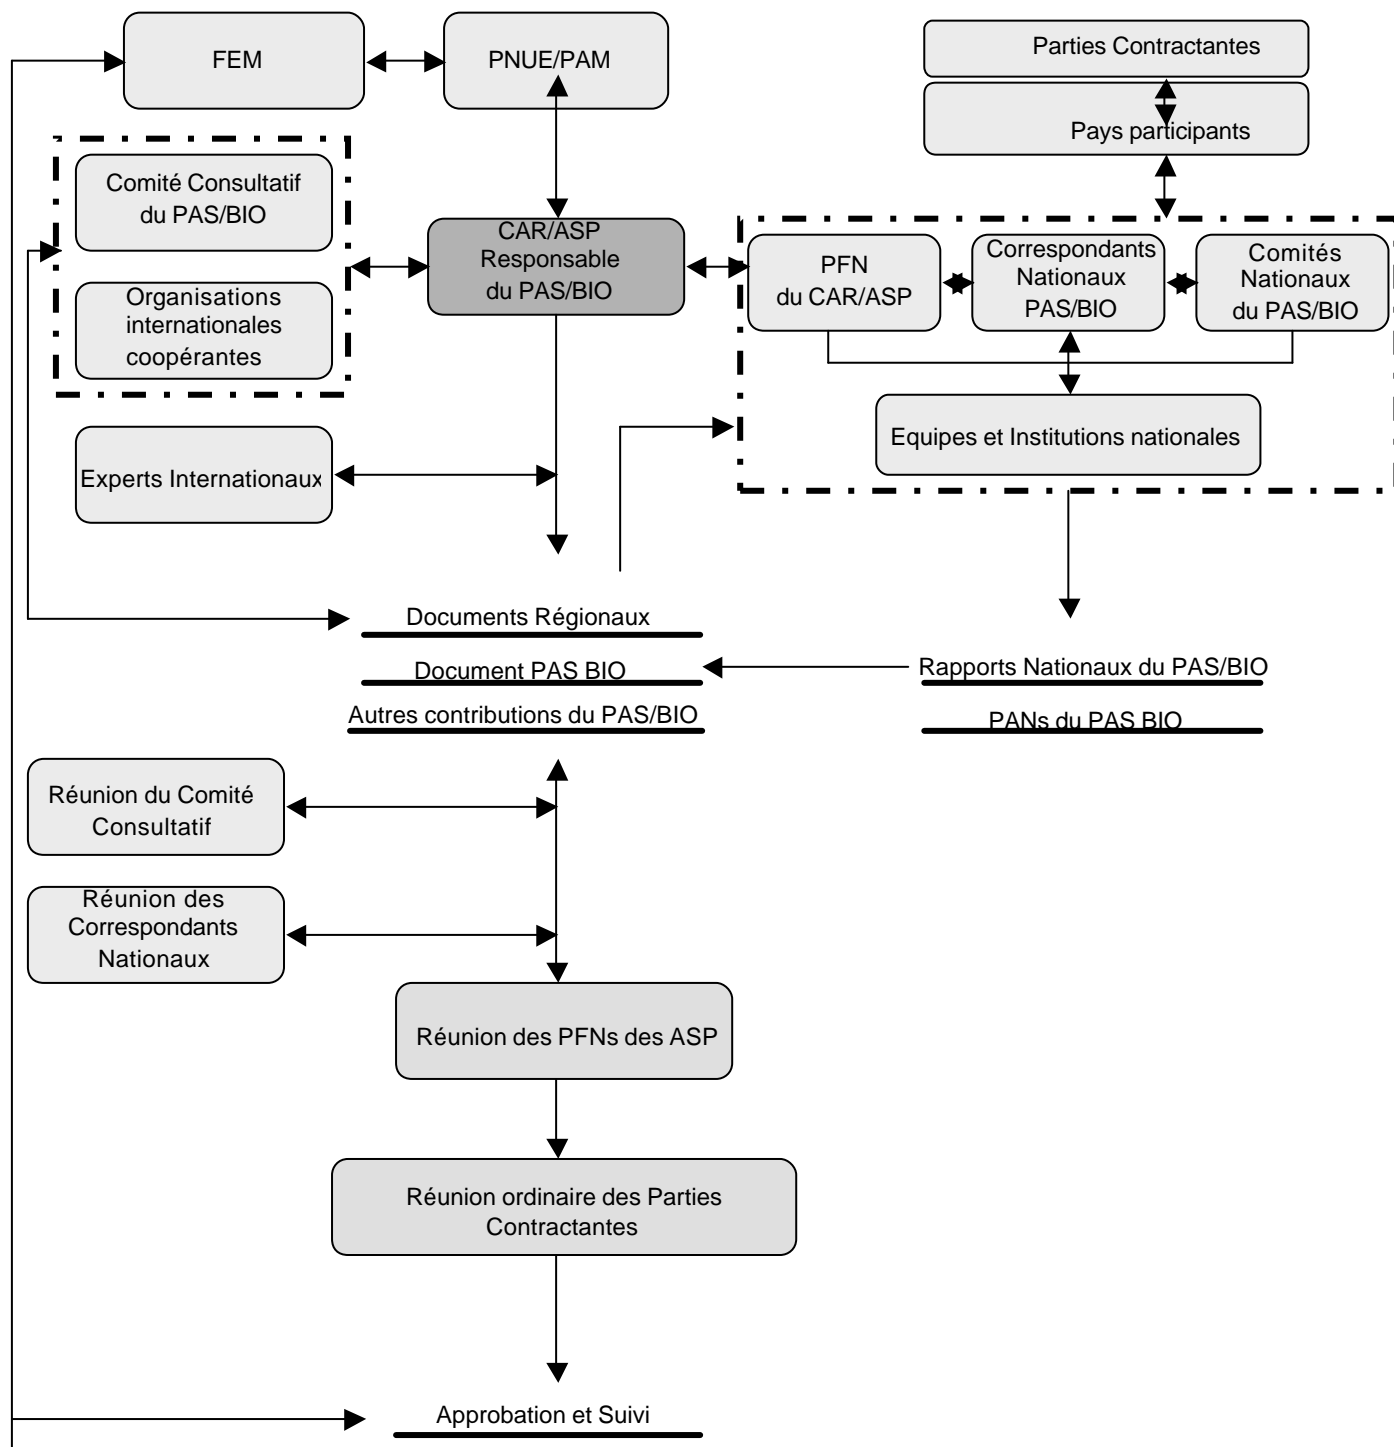 FEM
PNUE/PAM
Parties Contractantes
Pays participants
Comité Consultatif
du PAS/BIO
Organisations
internationales
coopérantes
CAR/ASP
Responsable
du PAS/BIO
PFN
du CAR/ASP
Correspondants
Nationaux
PAS/BIO
Comités
Nationaux
du PAS/BIO
Equipes et Institutions nationales
Experts Internationaux
Documents Régionaux
Document PAS BIO
Autres contributions du PAS/BIO
Rapports Nationaux du PAS/BIO
PANs du PAS BIO
Réunion du Comité
Consultatif
Réunion des
Correspondants
Nationaux
Réunion des PFNs des ASP
Réunion ordinaire des Parties
Contractantes
Approbation et Suivi